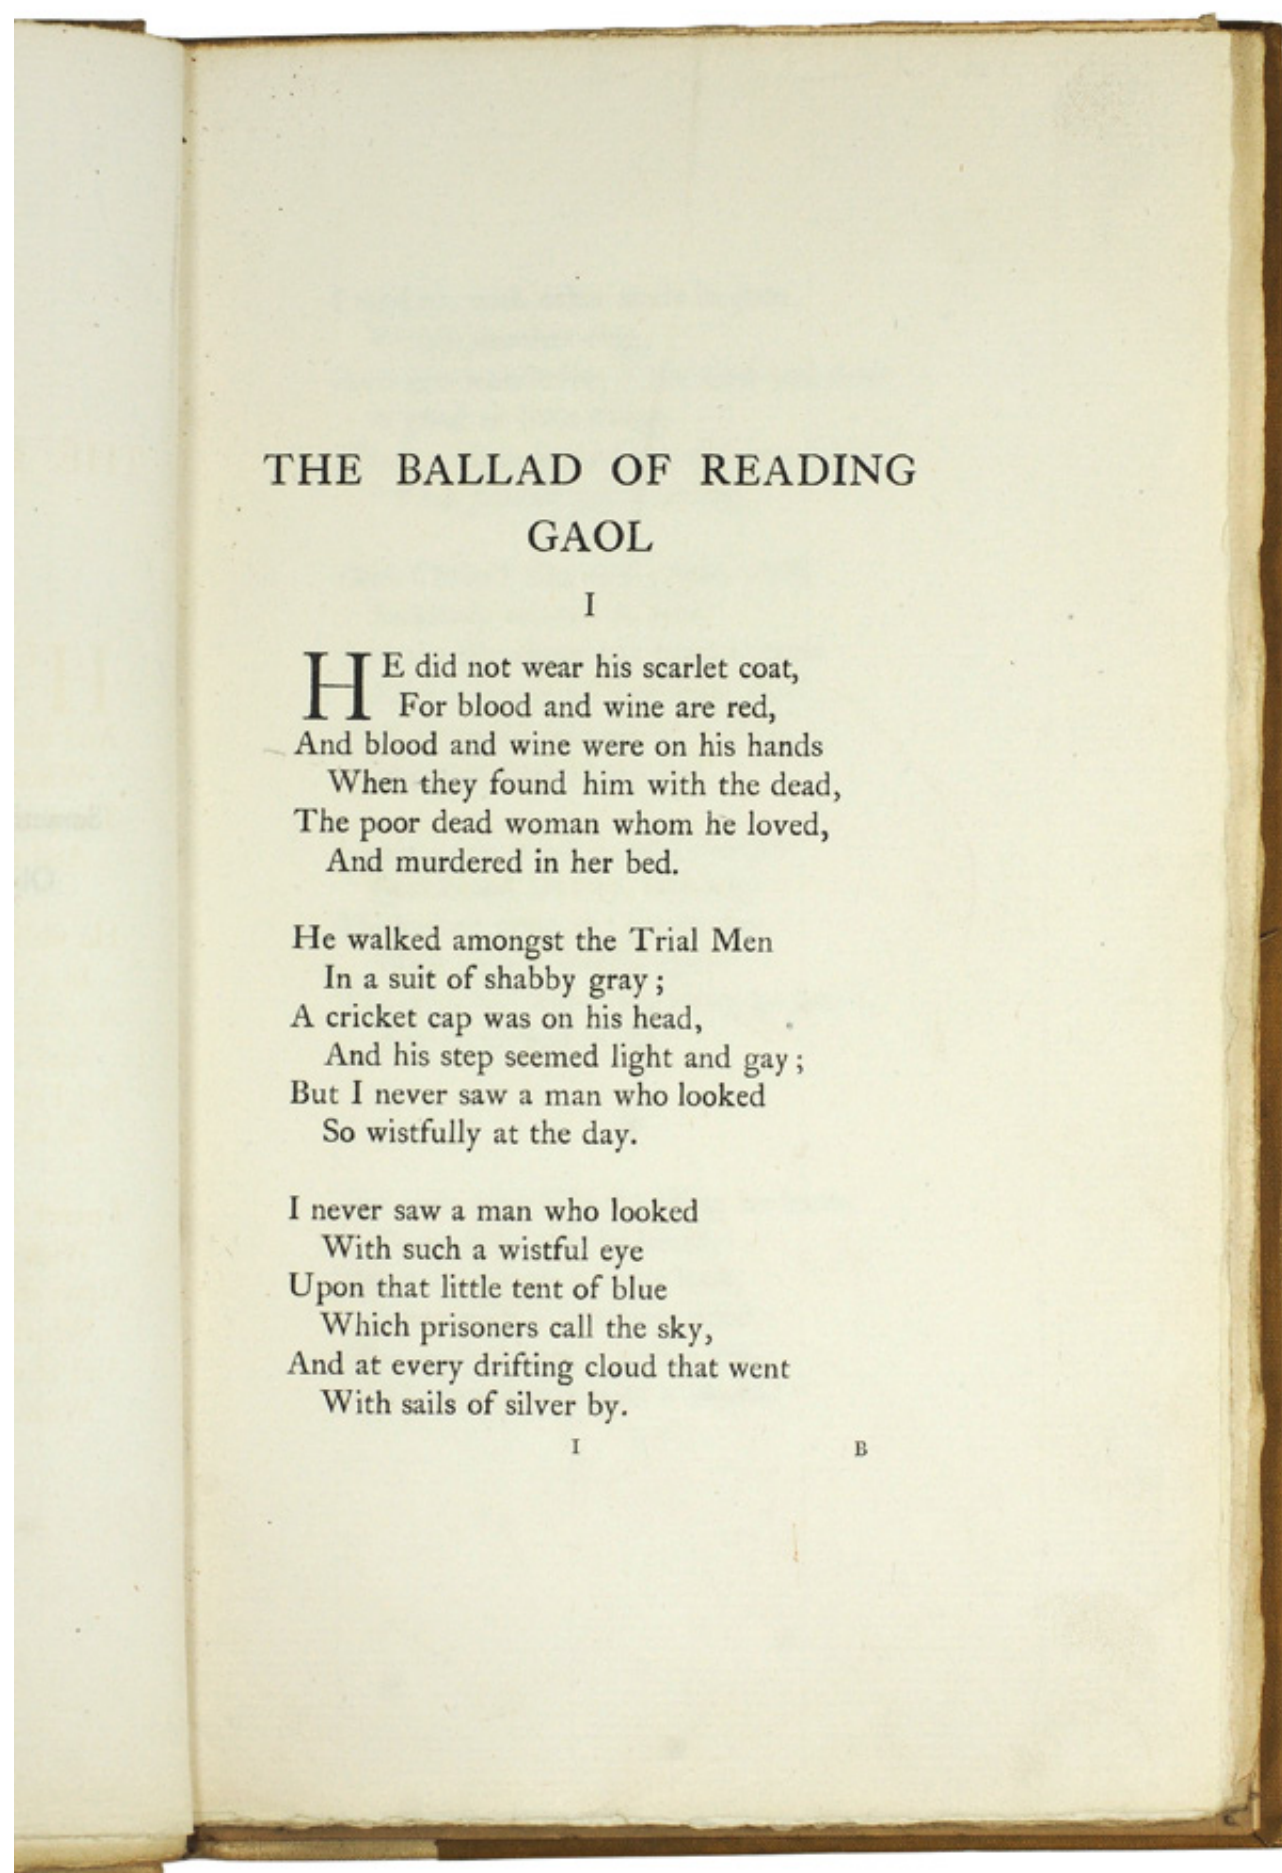 THE BALLAD OF READING
GAOL
I
HE did not wear his scarlet coat,
For blood and wine are red,
And blood and wine were on his hands
When they found him with the dead,
The poor dead woman whom he loved,
And murdered in her bed.
He walked amongst the Trial Men
In a suit of shabby gray ;
A cricket cap was on his head,
And his step seemed light and gay ;
But I never saw a man who looked
So wistfully at the day.
I never saw a man who looked
With such a wistful eye
Upon that little tent of blue
Which prisoners call the sky,
And at every drifting cloud that went
With sails of silver by.
I B